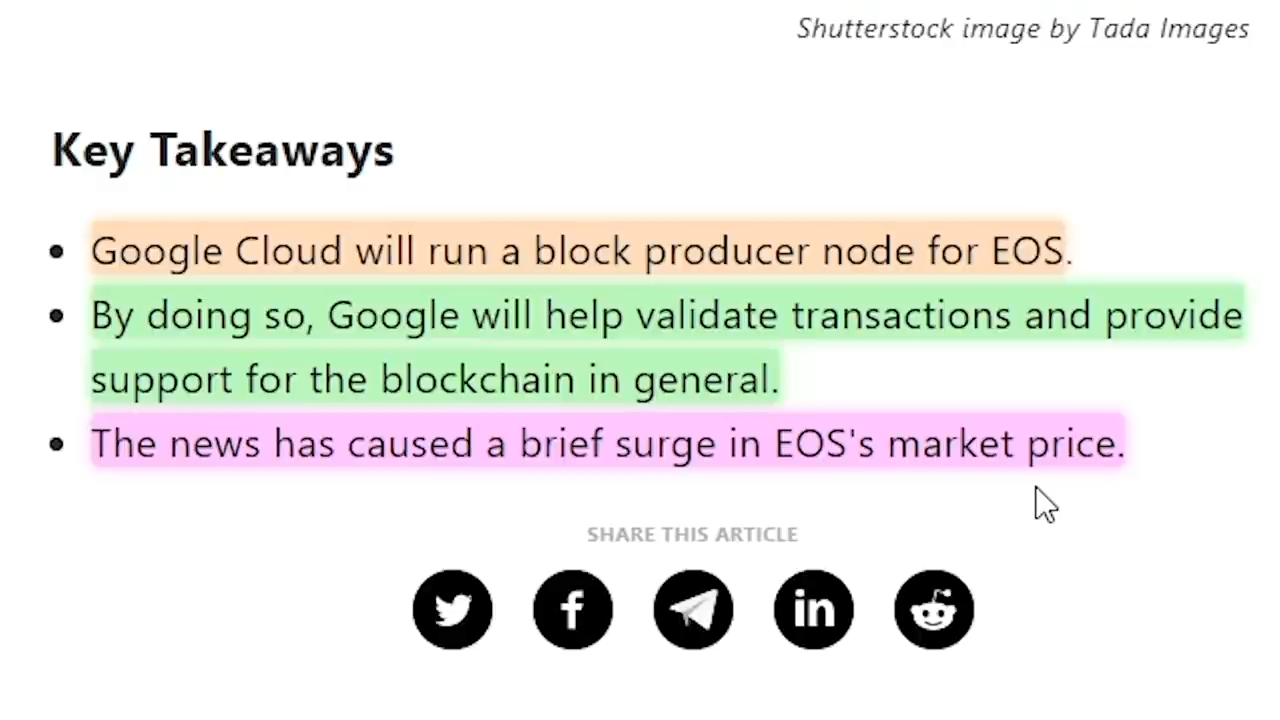 Shutterstock image by Tada Images
Key Takeaways
Google Cloud will run a block producer node for EOS.
By doing so, Google will help validate transactions and provide
support for the blockchain in general.
The news has caused a brief surge in EOS's market price.
SHARE THIS ARTICLE
f in